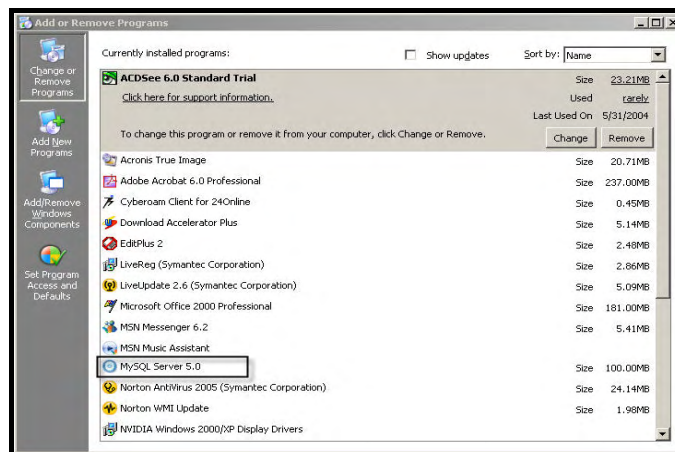 Add or Remove Programs
Change or
Remove
Programs
Add New
Programs
Add/Remove
Windows
Components
Set Program
Access and
Defaults
Currently installed programs:
Show updates
Sort by: Name
ACDSee 6.0 Standard Trial
Size 23.21MB
Click here for support information.
Used rarely
Last Used On 5/31/2004
To change this program or remove it from your computer, click Change or Remove.
Change Remove
Acronis True Image Size 20.71MB
Adobe Acrobat 6.0 Professional Size 237.00MB
Cyberoam Client for 24Online Size 0.45MB
Download Accelerator Plus Size 5.14MB
EditPlus 2 Size 2.48MB
LiveReg (Symantec Corporation) Size 2.86MB
LiveUpdate 2.6 (Symantec Corporation) Size 5.09MB
Microsoft Office 2000 Professional Size 181.00MB
MSN Messenger 6.2 Size 5.41MB
MSN Music Assistant
MySQL Server 5.0 Size 100.00MB
Norton AntiVirus 2005 (Symantec Corporation) Size 24.14MB
Norton WMI Update Size 1.98MB
NVIDIA Windows 2000/XP Display Drivers